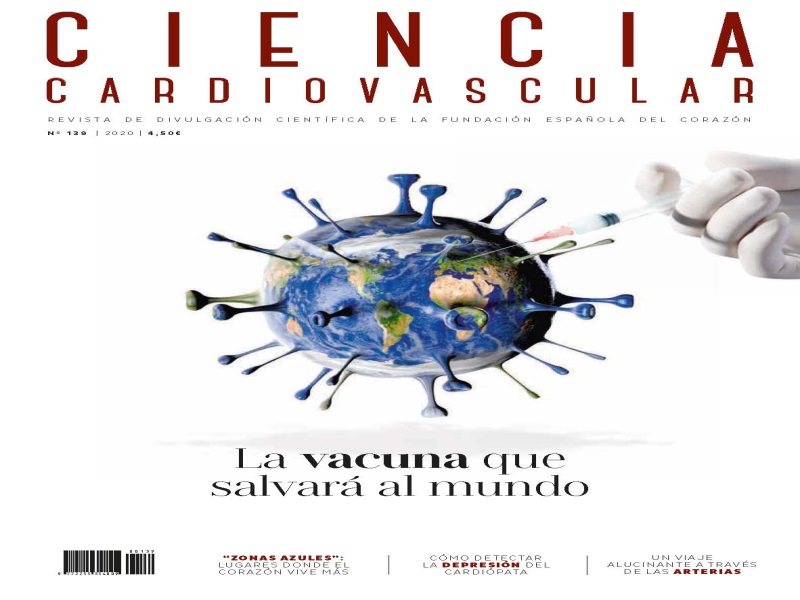 CIENCIA
CARDIOVASCULAR
REVISTA DE DIVULGACIÓN CIENTÍFICA DE LA FUNDACIÓN ESPAÑOLA DEL CORAZÓN
Nº 139 | 2020 | 4,50€
La vacuna que
salvará al mundo
00139
"ZONAS AZULES":
LUGARES DONDE EL
CORAZÓN VIVE MÁS
CÓMO DETECTAR
LA DEPRESIÓN DEL
CARDIÓPATA
UN VIAJE
ALUCINANTE A TRAVÉS
DE LAS ARTERIAS